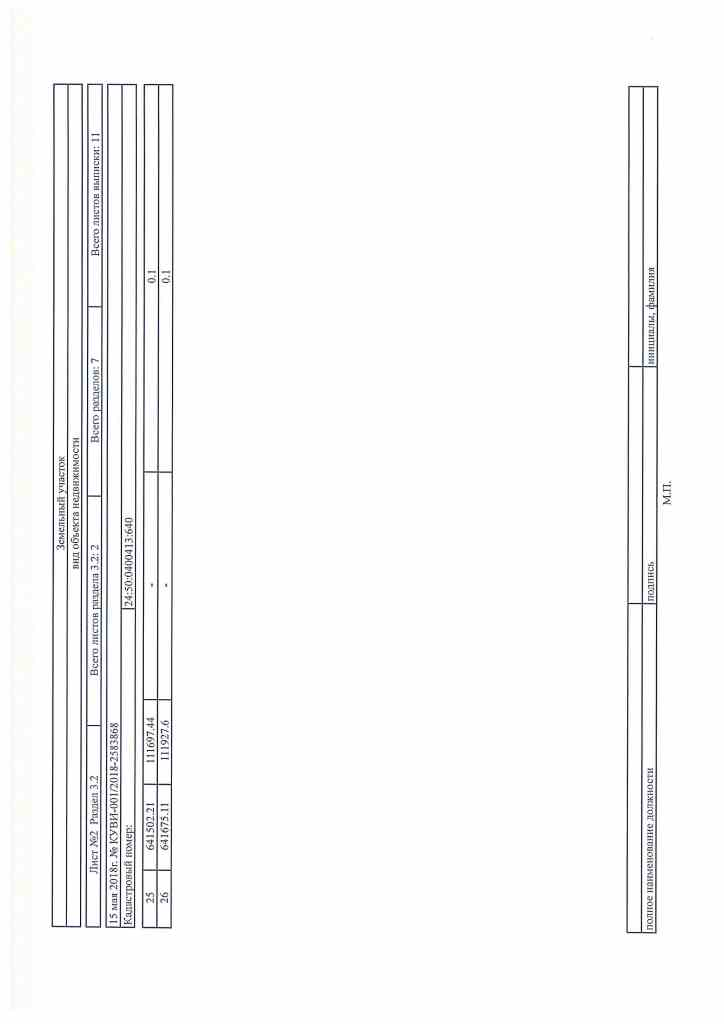 Земельный участок
вид объекта недвижимости
Лист №2 Раздел 3.2 Всего листов раздела 3.2: 2 Всего разделов: 7 Всего листов выписки: 11
15 мая 2018г. № КУВИ-001/2018-2583868
Кадастровый номер: 24:50:0400413:640
25 641502.21 111697.44 - 0.1
26 641675.11 111927.6 - 0.1
полное наименование должности подпись инициалы, фамилия
М.П.